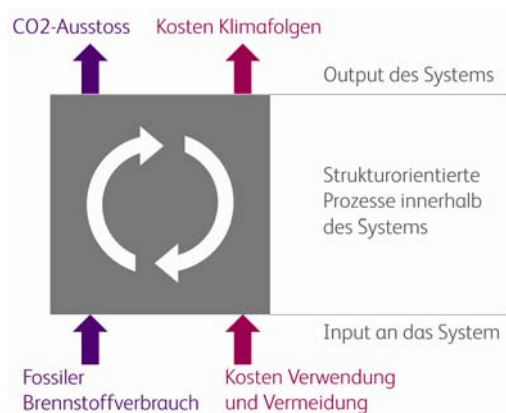 CO2-Ausstoss
Kosten Klimafolgen
Output des Systems
Strukturorientierte
Prozesse innerhalb
des Systems
Input an das System
Fossiler
Brennstoffverbrauch
Kosten Verwendung
und Vermeidung